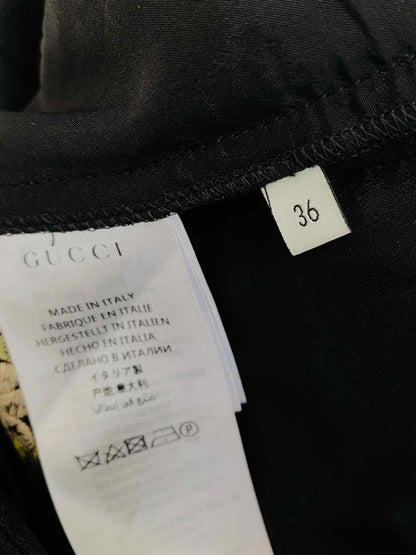 36
GUCCI
MADE IN ITALY
FABRIQUE EN ITALIE
HERGESTELLT IN ITALIEN
HECHO EN ITALIA
СДЕЛАНО В ИТАЛИИ
イタリア製
产地意大利
صنع في إيطاليا
P